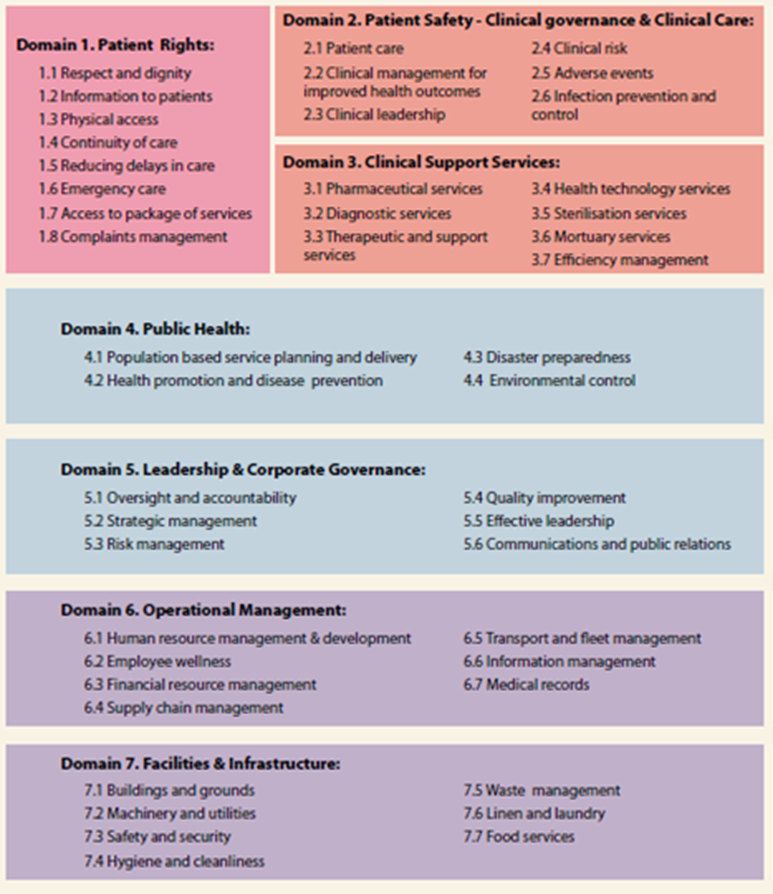 Domain 1. Patient Rights:
1.1 Respect and dignity
1.2 Information to patients
1.3 Physical access
1.4 Continuity of care
1.5 Reducing delays in care
1.6 Emergency care
1.7 Access to package of services
1.8 Complaints management
Domain 2. Patient Safety - Clinical governance & Clinical Care:
2.1 Patient care
2.2 Clinical management for
improved health outcomes
2.3 Clinical leadership
2.4 Clinical risk
2.5 Adverse events
2.6 Infection prevention and
control
Domain 3. Clinical Support Services:
3.1 Pharmaceutical services
3.2 Diagnostic services
3.3 Therapeutic and support
services
3.4 Health technology services
3.5 Sterilisation services
3.6 Mortuary services
3.7 Efficiency management
Domain 4. Public Health:
4.1 Population based service planning and delivery
4.2 Health promotion and disease prevention
4.3 Disaster preparedness
4.4 Environmental control
Domain 5. Leadership & Corporate Governance:
5.1 Oversight and accountability
5.2 Strategic management
5.3 Risk management
5.4 Quality improvement
5.5 Effective leadership
5.6 Communications and public relations
Domain 6. Operational Management:
6.1 Human resource management & development
6.2 Employee wellness
6.3 Financial resource management
6.4 Supply chain management
6.5 Transport and fleet management
6.6 Information management
6.7 Medical records
Domain 7. Facilities & Infrastructure:
7.1 Buildings and grounds
7.2 Machinery and utilities
7.3 Safety and security
7.4 Hygiene and cleanliness
7.5 Waste management
7.6 Linen and laundry
7.7 Food services